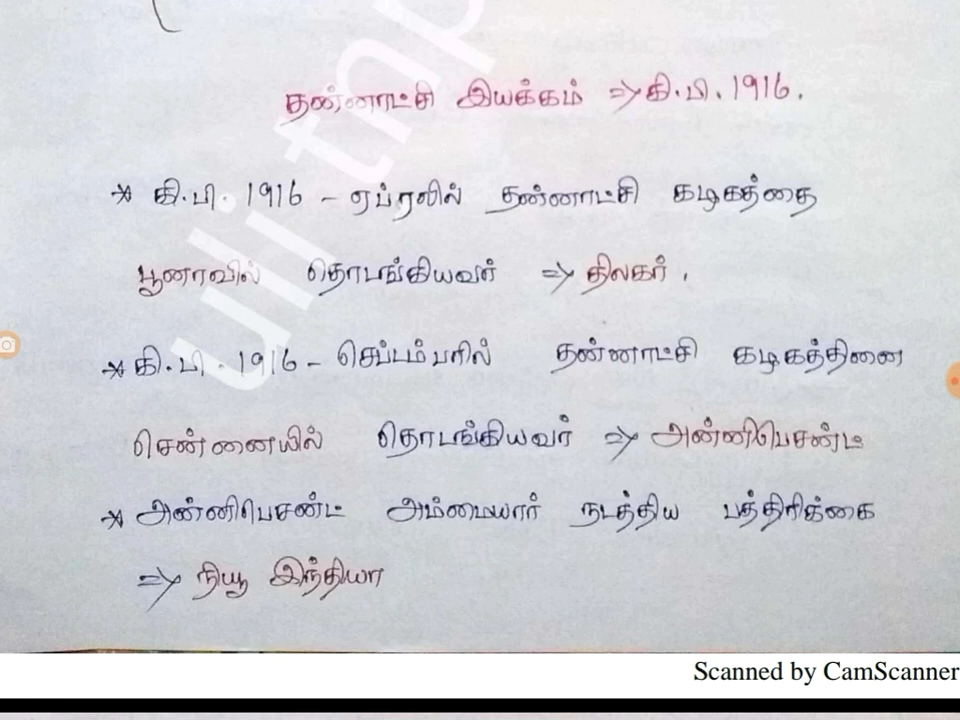 தன்னாட்சி இயக்கம் => கி.பி. 1916.
* கி.பி. 1916 - ஏப்ரலில் தன்னாட்சி கழகத்தை
பூனாவில் தொடங்கியவர் => திலகர்.
* கி.பி. 1916 - செப்டம்பரில் தன்னாட்சி கழகத்தினை
சென்னையில் தொடங்கியவர் => அன்னிபெசன்ட்
* அன்னிபெசன்ட் அம்மையார் நடத்திய பத்திரிக்கை
=> நியூ இந்தியா
Scanned by CamScanner